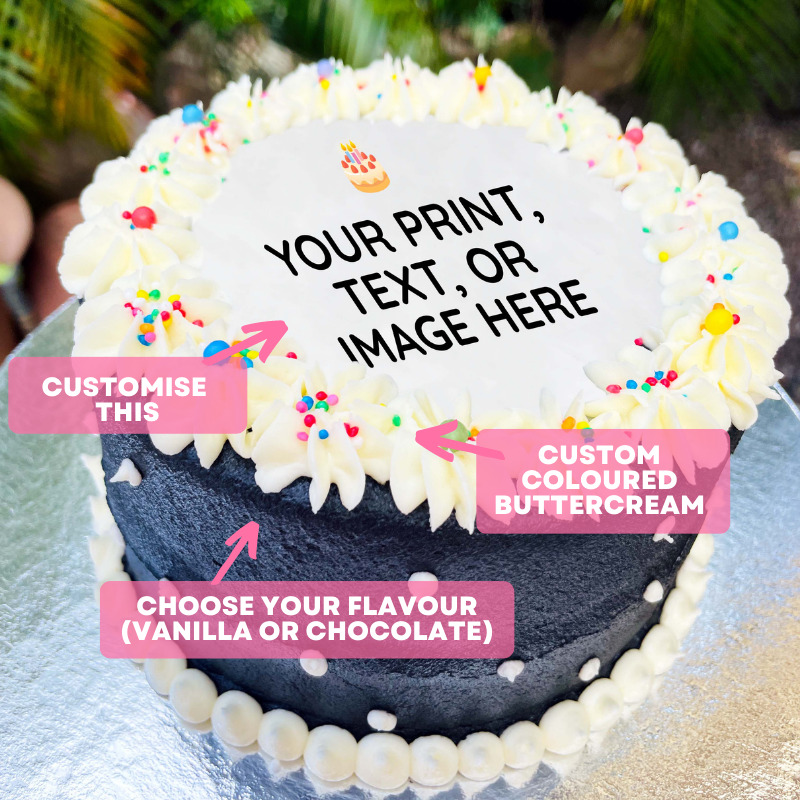 YOUR PRINT,
TEXT, OR
IMAGE HERE
CUSTOMISE
THIS
CUSTOM
COLOURED
BUTTERCREAM
CHOOSE YOUR FLAVOUR
(VANILLA OR CHOCOLATE)